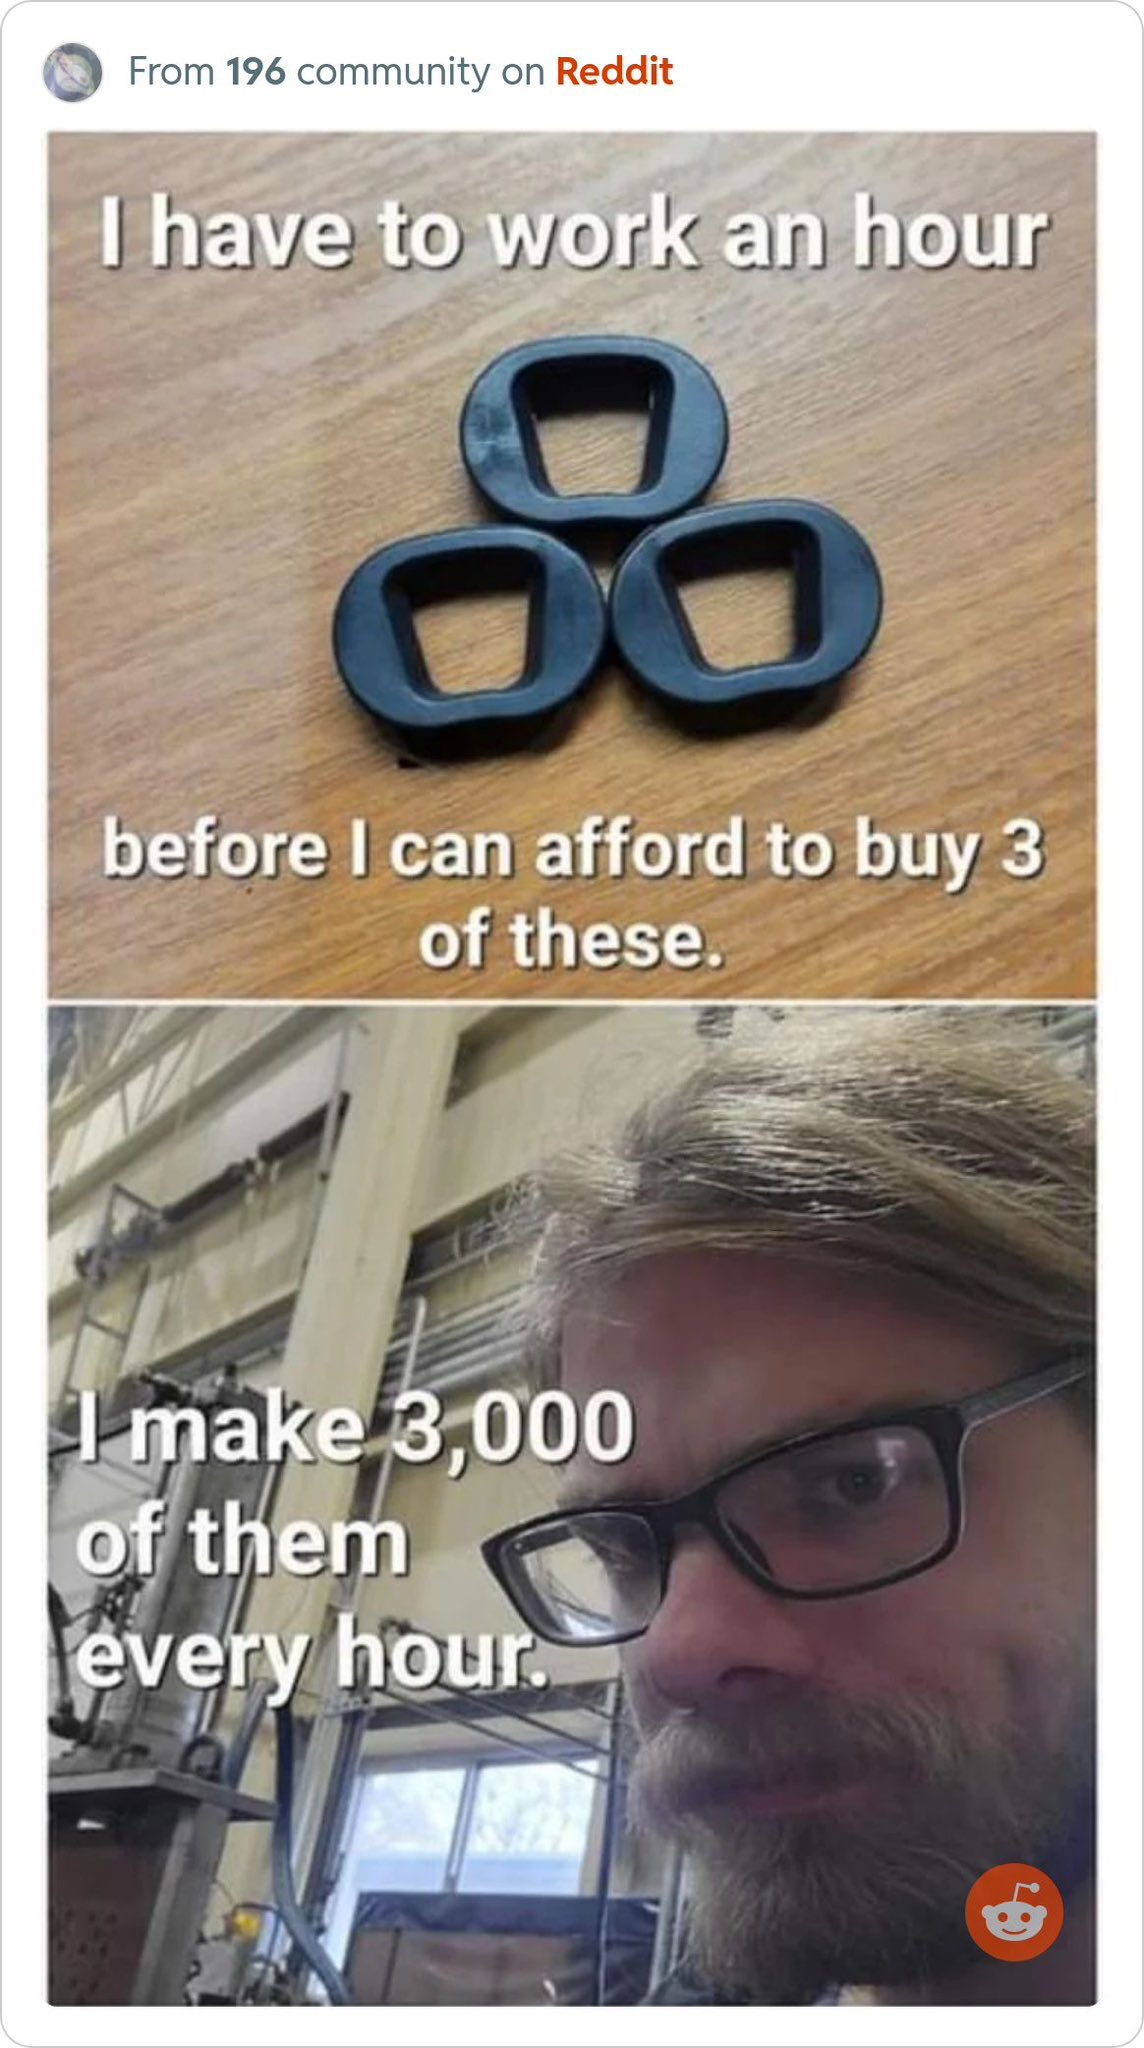 From 196 community on Reddit
I have to work an hour
before I can afford to buy 3
of these.
I make 3,000
of them
every hour.